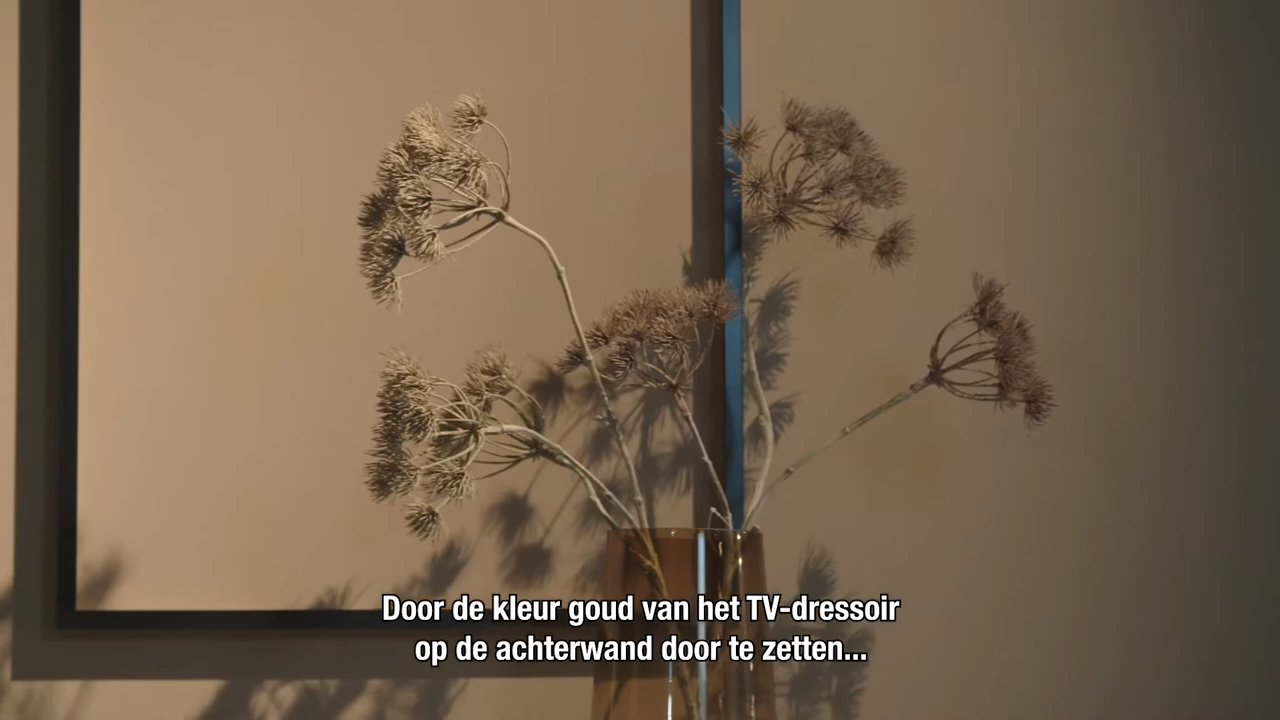 Door de kleur goud van het TV-dressoir
op de achterwand door te zetten...